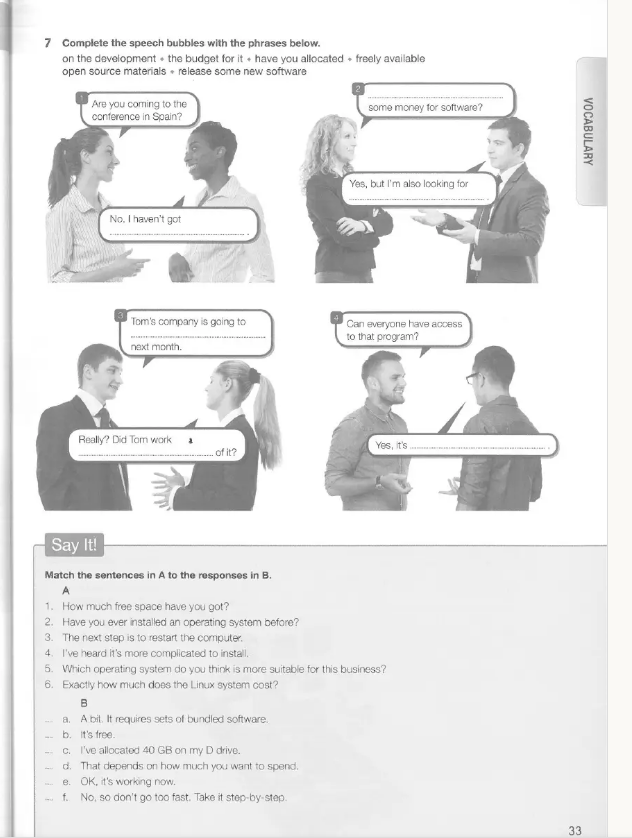 7 Complete the speech bubbles with the phrases below.
on the development • the budget for it • have you allocated • freely available
open source materials • release some new software
VOCABULARY
1
Are you coming to the
conference in Spain?
No, I haven't got
.
2
some money for software?
Yes, but I'm also looking for
.
3
Tom's company is going to
next month.
Really? Did Tom work
of it?
4
Can everyone have access
to that program?
Yes, it's .
Say It!
Match the sentences in A to the responses in B.
A
1. How much free space have you got?
2. Have you ever installed an operating system before?
3. The next step is to restart the computer.
4. I've heard it's more complicated to install.
5. Which operating system do you think is more suitable for this business?
6. Exactly how much does the Linux system cost?
B
... a. A bit. It requires sets of bundled software.
... b. It's free.
... c. I've allocated 40 GB on my D drive.
... d. That depends on how much you want to spend.
... e. OK, it's working now.
... f. No, so don't go too fast. Take it step-by-step.
33